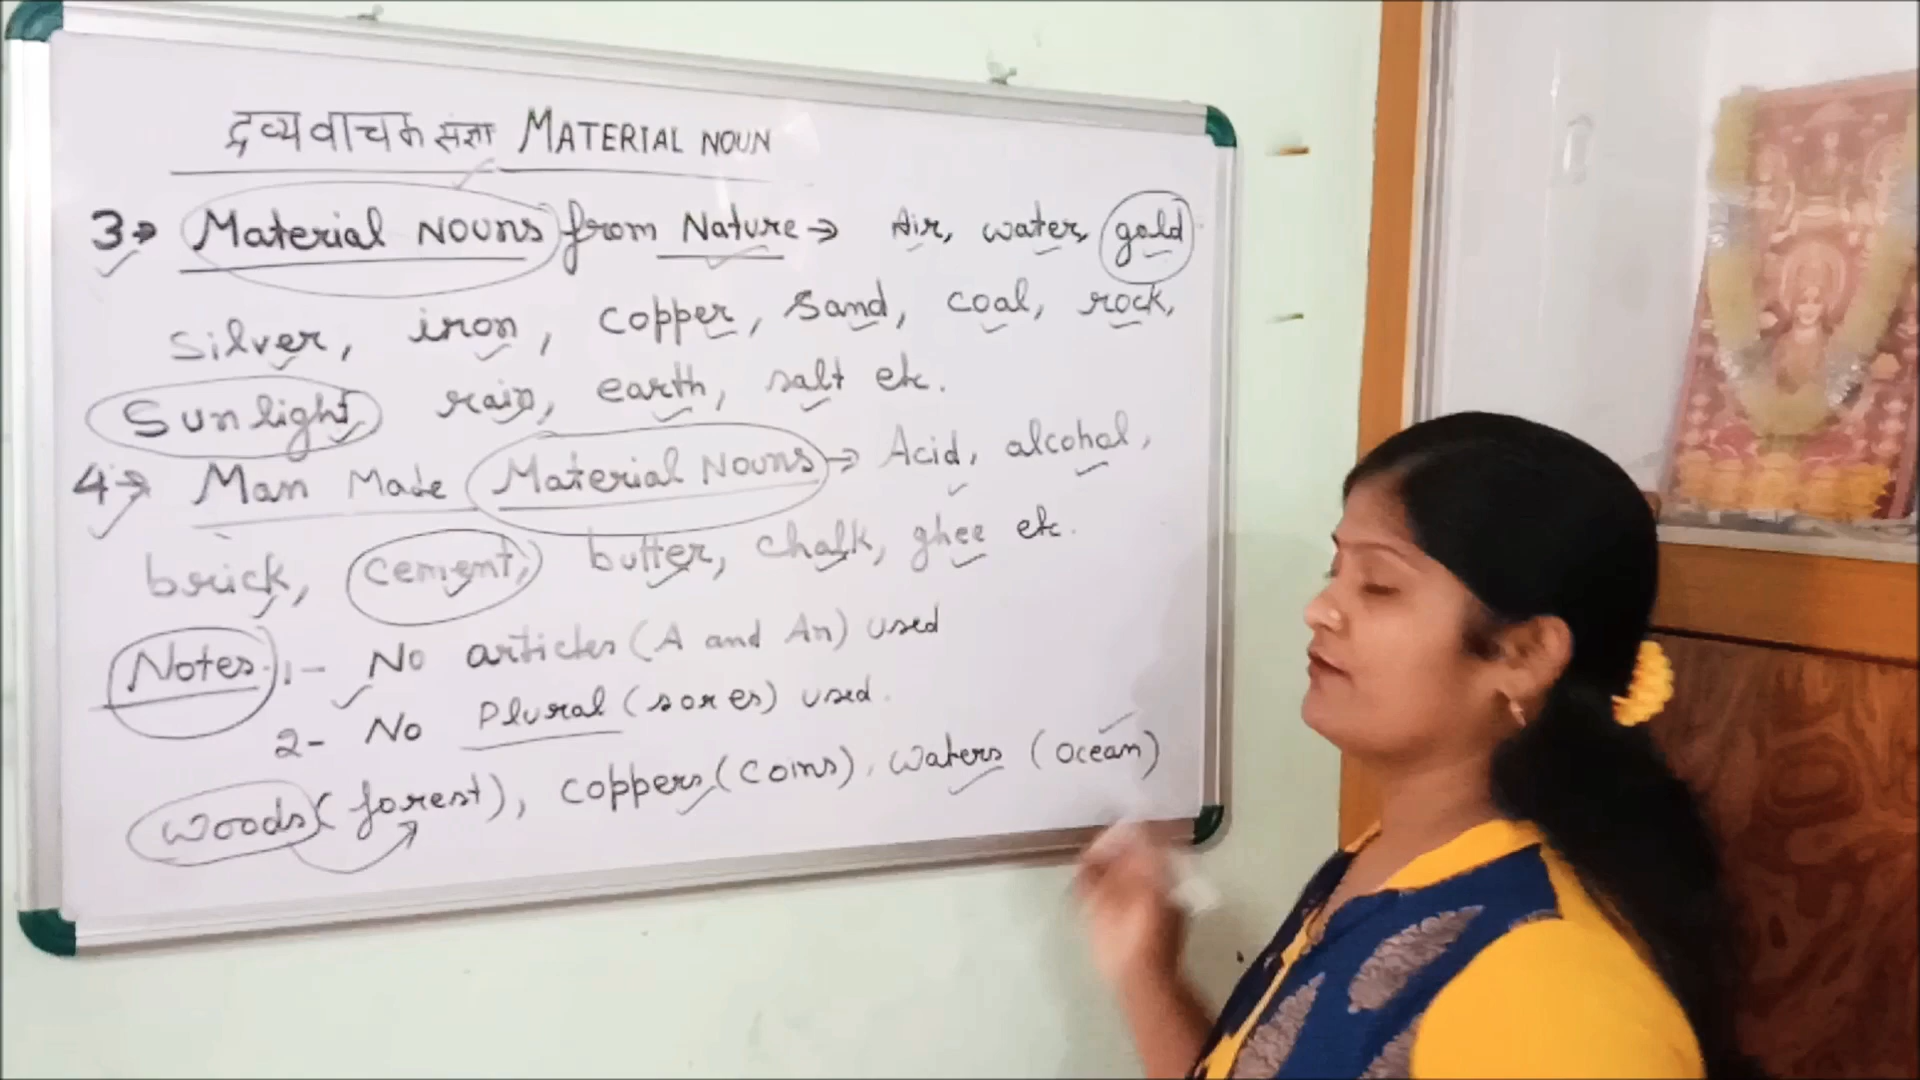 द्रव्यवाचक संज्ञा MATERIAL NOUN
3→ Material Nouns from Nature → Air, water, gold
Silver, iron, copper, sand, coal, rock,
Sunlight, rain, earth, salt etc.
4→ Man Made Material Nouns → Acid, alcohol,
brick, cement, butter, chalk, ghee etc.
Notes:1- No articles (A and An) used
2- No Plural (s or es) used.
woods (forest), coppers (coins), waters (ocean)